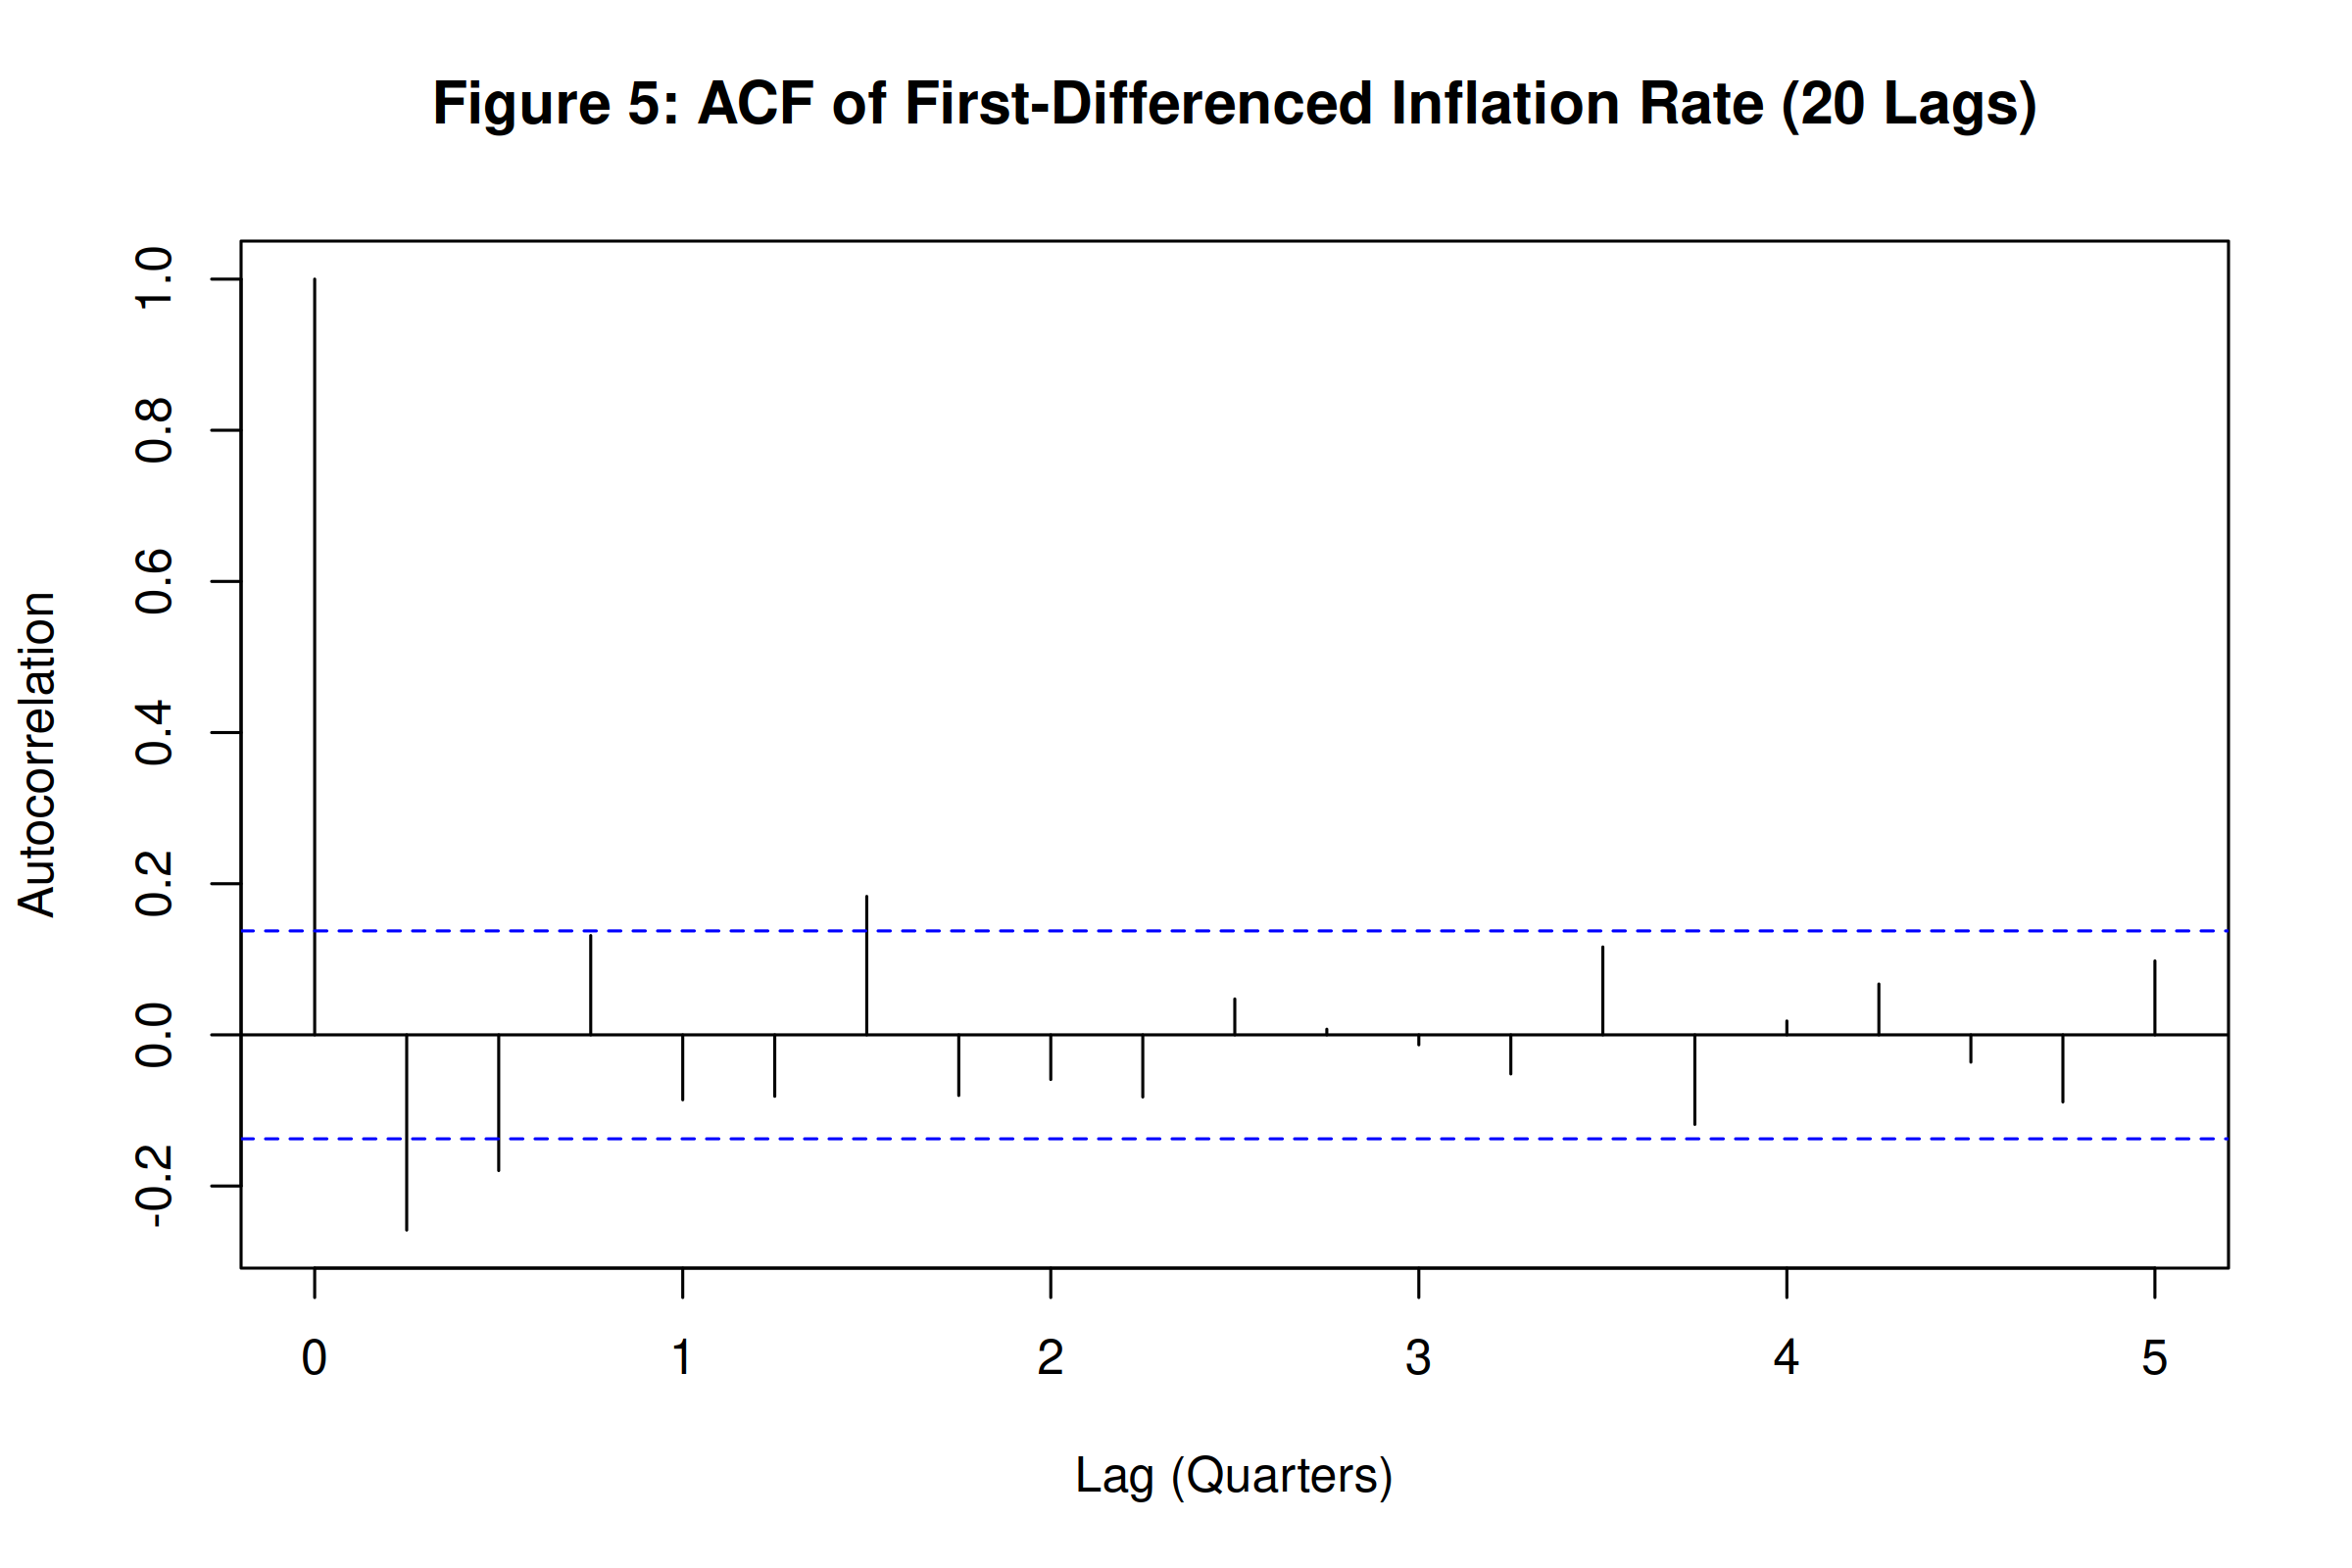 Figure 5: ACF of First-Differenced Inflation Rate (20 Lags)
Autocorrelation
1.0
0.8
0.6
0.4
0.2
0.0
-0.2
0 1 2 3 4 5
Lag (Quarters)